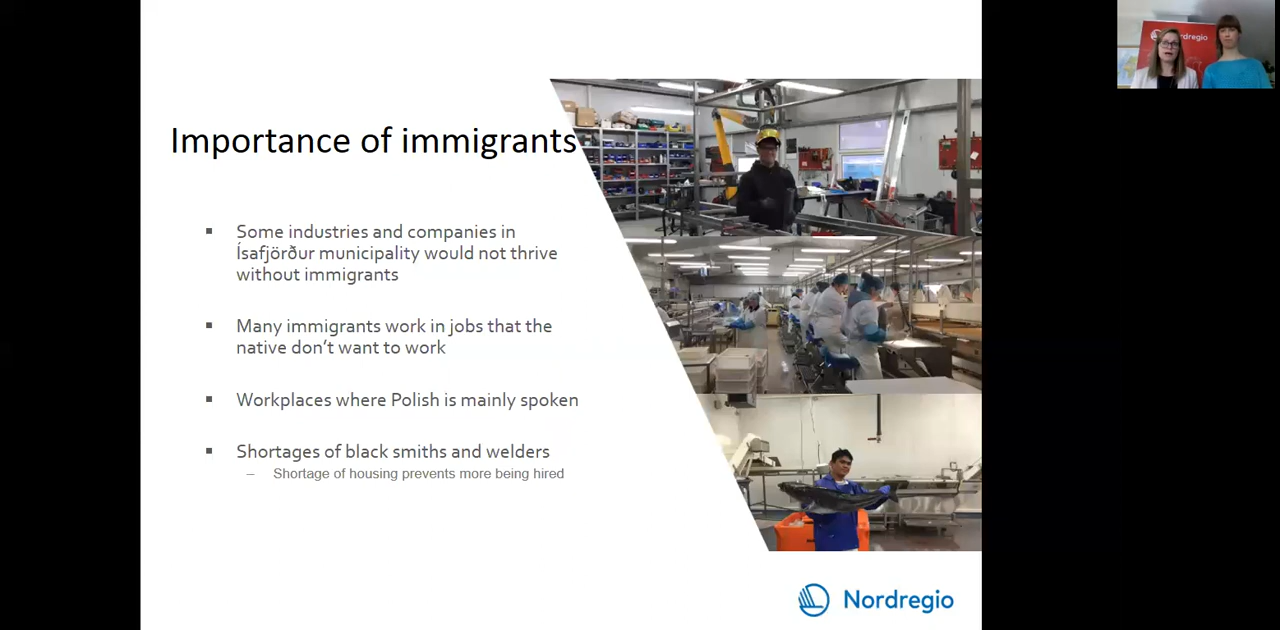 Importance of immigrants
Some industries and companies in
Ísafjörður municipality would not thrive
without immigrants
Many immigrants work in jobs that the
native don't want to work
Workplaces where Polish is mainly spoken
Shortages of black smiths and welders
– Shortage of housing prevents more being hired
Nordregio
Nordregio